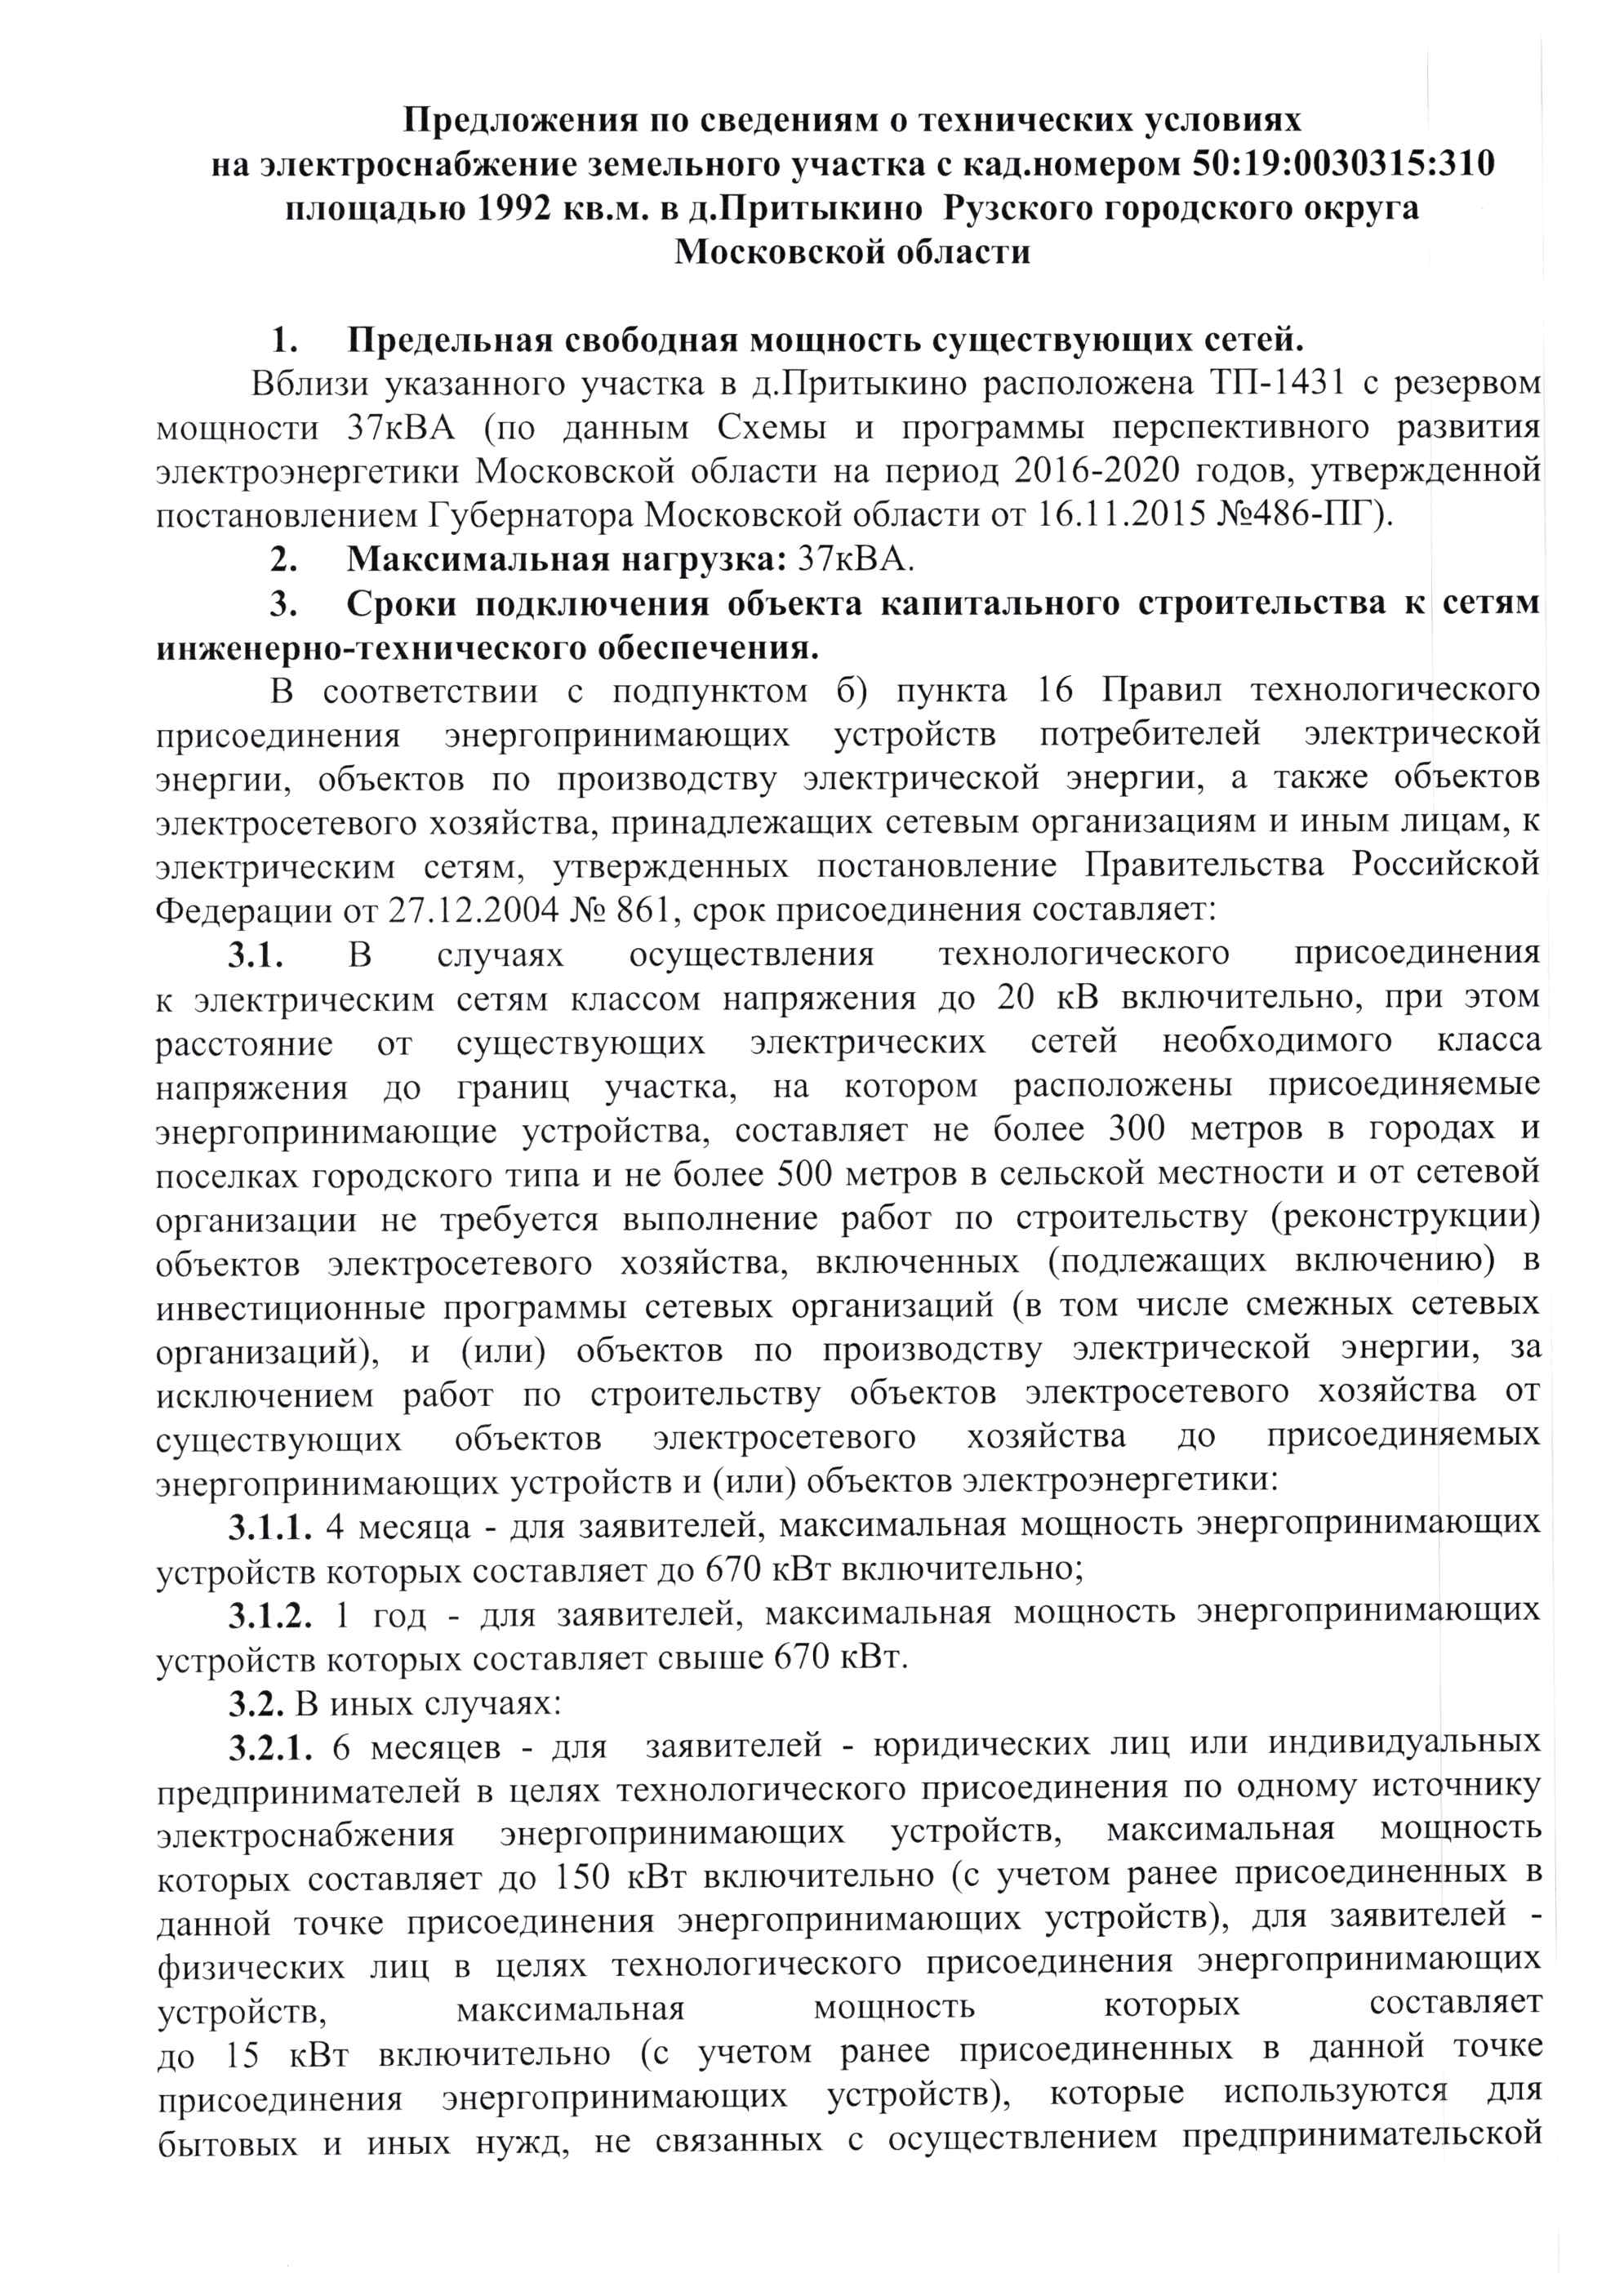 Предложения по сведениям о технических условиях
на электроснабжение земельного участка с кад.номером 50:19:0030315:310
площадью 1992 кв.м. в д.Притыкино Рузского городского округа
Московской области
1. Предельная свободная мощность существующих сетей.
Вблизи указанного участка в д.Притыкино расположена ТП-1431 с резервом
мощности 37кВА (по данным Схемы и программы перспективного развития
электроэнергетики Московской области на период 2016-2020 годов, утвержденной
постановлением Губернатора Московской области от 16.11.2015 №486-ПГ).
2. Максимальная нагрузка: 37кВА.
3. Сроки подключения объекта капитального строительства к сетям
инженерно-технического обеспечения.
В соответствии с подпунктом б) пункта 16 Правил технологического
присоединения энергопринимающих устройств потребителей электрической
энергии, объектов по производству электрической энергии, а также объектов
электросетевого хозяйства, принадлежащих сетевым организациям и иным лицам, к
электрическим сетям, утвержденных постановление Правительства Российской
Федерации от 27.12.2004 № 861, срок присоединения составляет:
3.1. В случаях осуществления технологического присоединения
к электрическим сетям классом напряжения до 20 кВ включительно, при этом
расстояние от существующих электрических сетей необходимого класса
напряжения до границ участка, на котором расположены присоединяемые
энергопринимающие устройства, составляет не более 300 метров в городах и
поселках городского типа и не более 500 метров в сельской местности и от сетевой
организации не требуется выполнение работ по строительству (реконструкции)
объектов электросетевого хозяйства, включенных (подлежащих включению) в
инвестиционные программы сетевых организаций (в том числе смежных сетевых
организаций), и (или) объектов по производству электрической энергии, за
исключением работ по строительству объектов электросетевого хозяйства от
существующих объектов электросетевого хозяйства до присоединяемых
энергопринимающих устройств и (или) объектов электроэнергетики:
3.1.1. 4 месяца - для заявителей, максимальная мощность энергопринимающих
устройств которых составляет до 670 кВт включительно;
3.1.2. 1 год - для заявителей, максимальная мощность энергопринимающих
устройств которых составляет свыше 670 кВт.
3.2. В иных случаях:
3.2.1. 6 месяцев - для заявителей - юридических лиц или индивидуальных
предпринимателей в целях технологического присоединения по одному источнику
электроснабжения энергопринимающих устройств, максимальная мощность
которых составляет до 150 кВт включительно (с учетом ранее присоединенных в
данной точке присоединения энергопринимающих устройств), для заявителей -
физических лиц в целях технологического присоединения энергопринимающих
устройств, максимальная мощность которых составляет
до 15 кВт включительно (с учетом ранее присоединенных в данной точке
присоединения энергопринимающих устройств), которые используются для
бытовых и иных нужд, не связанных с осуществлением предпринимательской